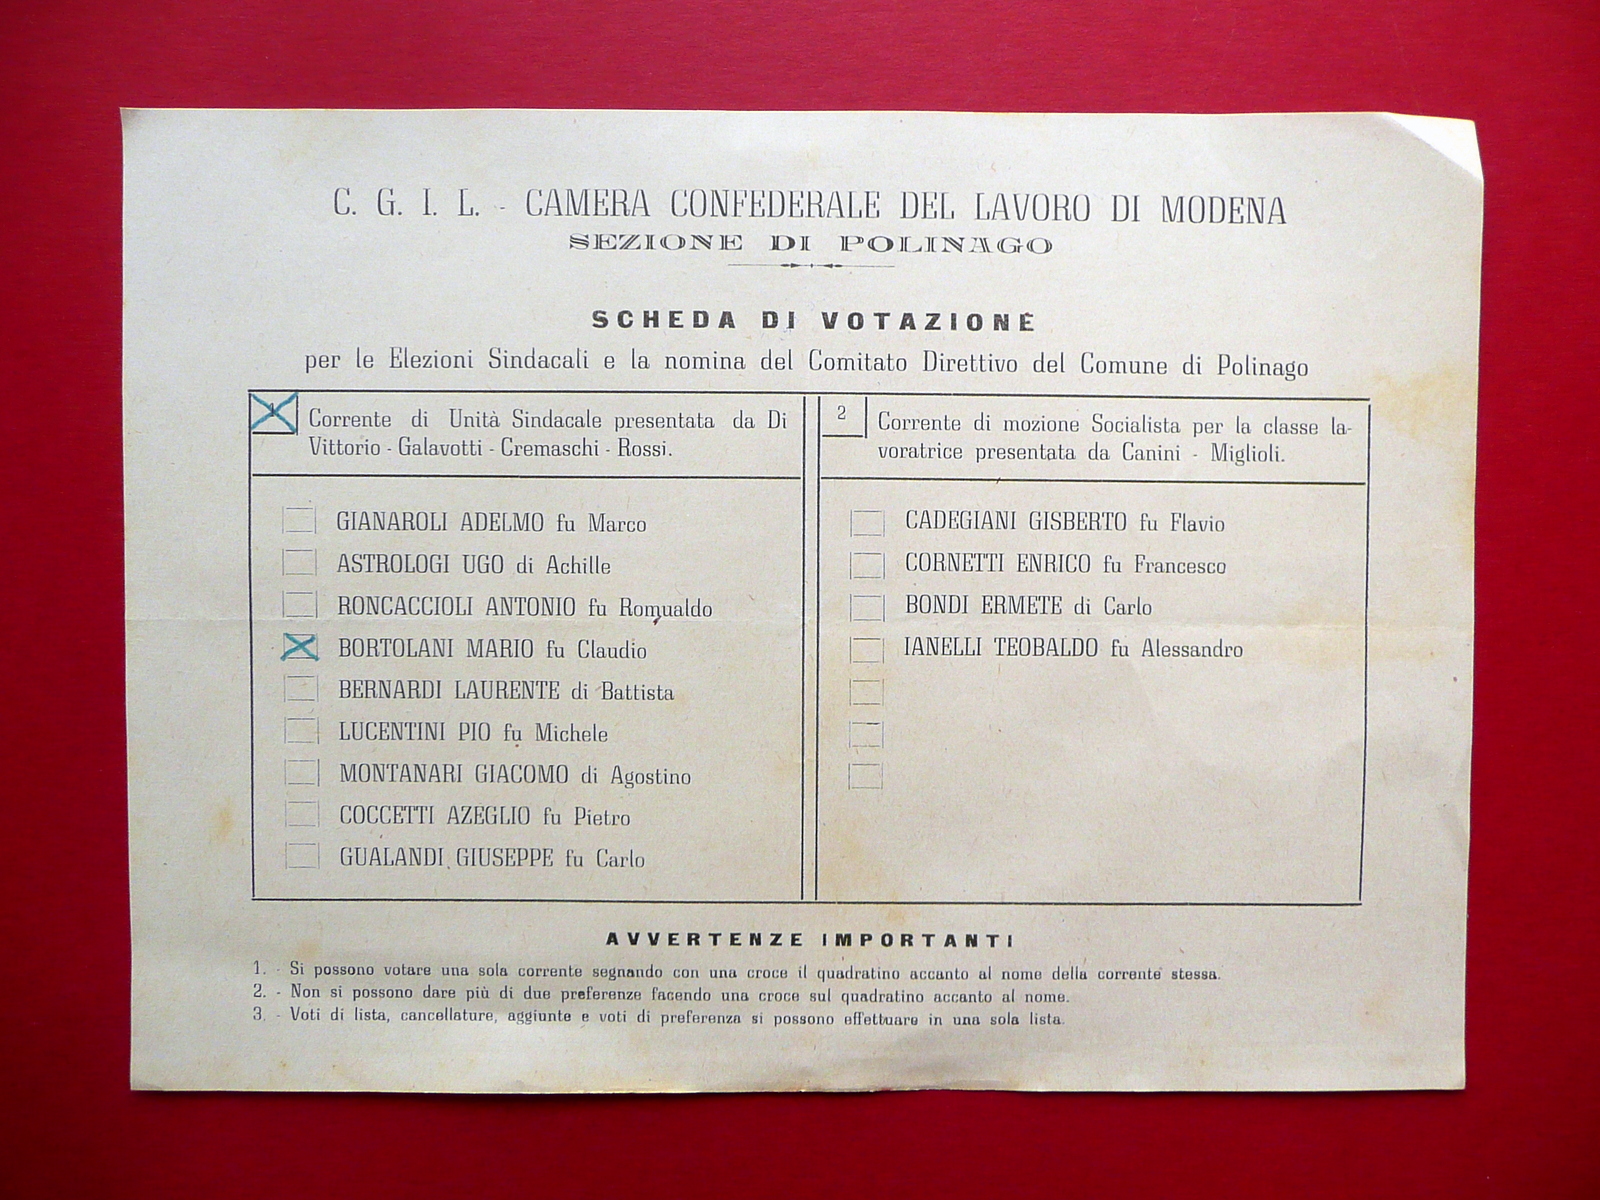 C. G. I. L. - CAMERA CONFEDERALE DEL LAVORO DI MODENA
SEZIONE DI POLINAGO
SCHEDA DI VOTAZIONE
per le Elezioni Sindacali e la nomina del Comitato Direttivo del Comune di Polinago
1
Corrente di Unità Sindacale presentata da Di
Vittorio - Galavotti - Cremaschi - Rossi.
GIANAROLI ADELMO fu Marco
ASTROLOGI UGO di Achille
RONCACCIOLI ANTONIO fu Romualdo
BORTOLANI MARIO fu Claudio
BERNARDI LAURENTE di Battista
LUCENTINI PIO fu Michele
MONTANARI GIACOMO di Agostino
COCCETTI AZEGLIO fu Pietro
GUALANDI GIUSEPPE fu Carlo
2
Corrente di mozione Socialista per la classe la-
voratrice presentata da Canini - Miglioli.
CADEGIANI GISBERTO fu Flavio
CORNETTI ENRICO fu Francesco
BONDI ERMETE di Carlo
IANELLI TEOBALDO fu Alessandro
AVVERTENZE IMPORTANTI
1. - Si possono votare una sola corrente segnando con una croce il quadratino accanto al nome della corrente stessa.
2. - Non si possono dare più di due preferenze facendo una croce sul quadratino accanto al nome.
3. - Voti di lista, cancellature, aggiunte e voti di preferenza si possono effettuare in una sola lista.